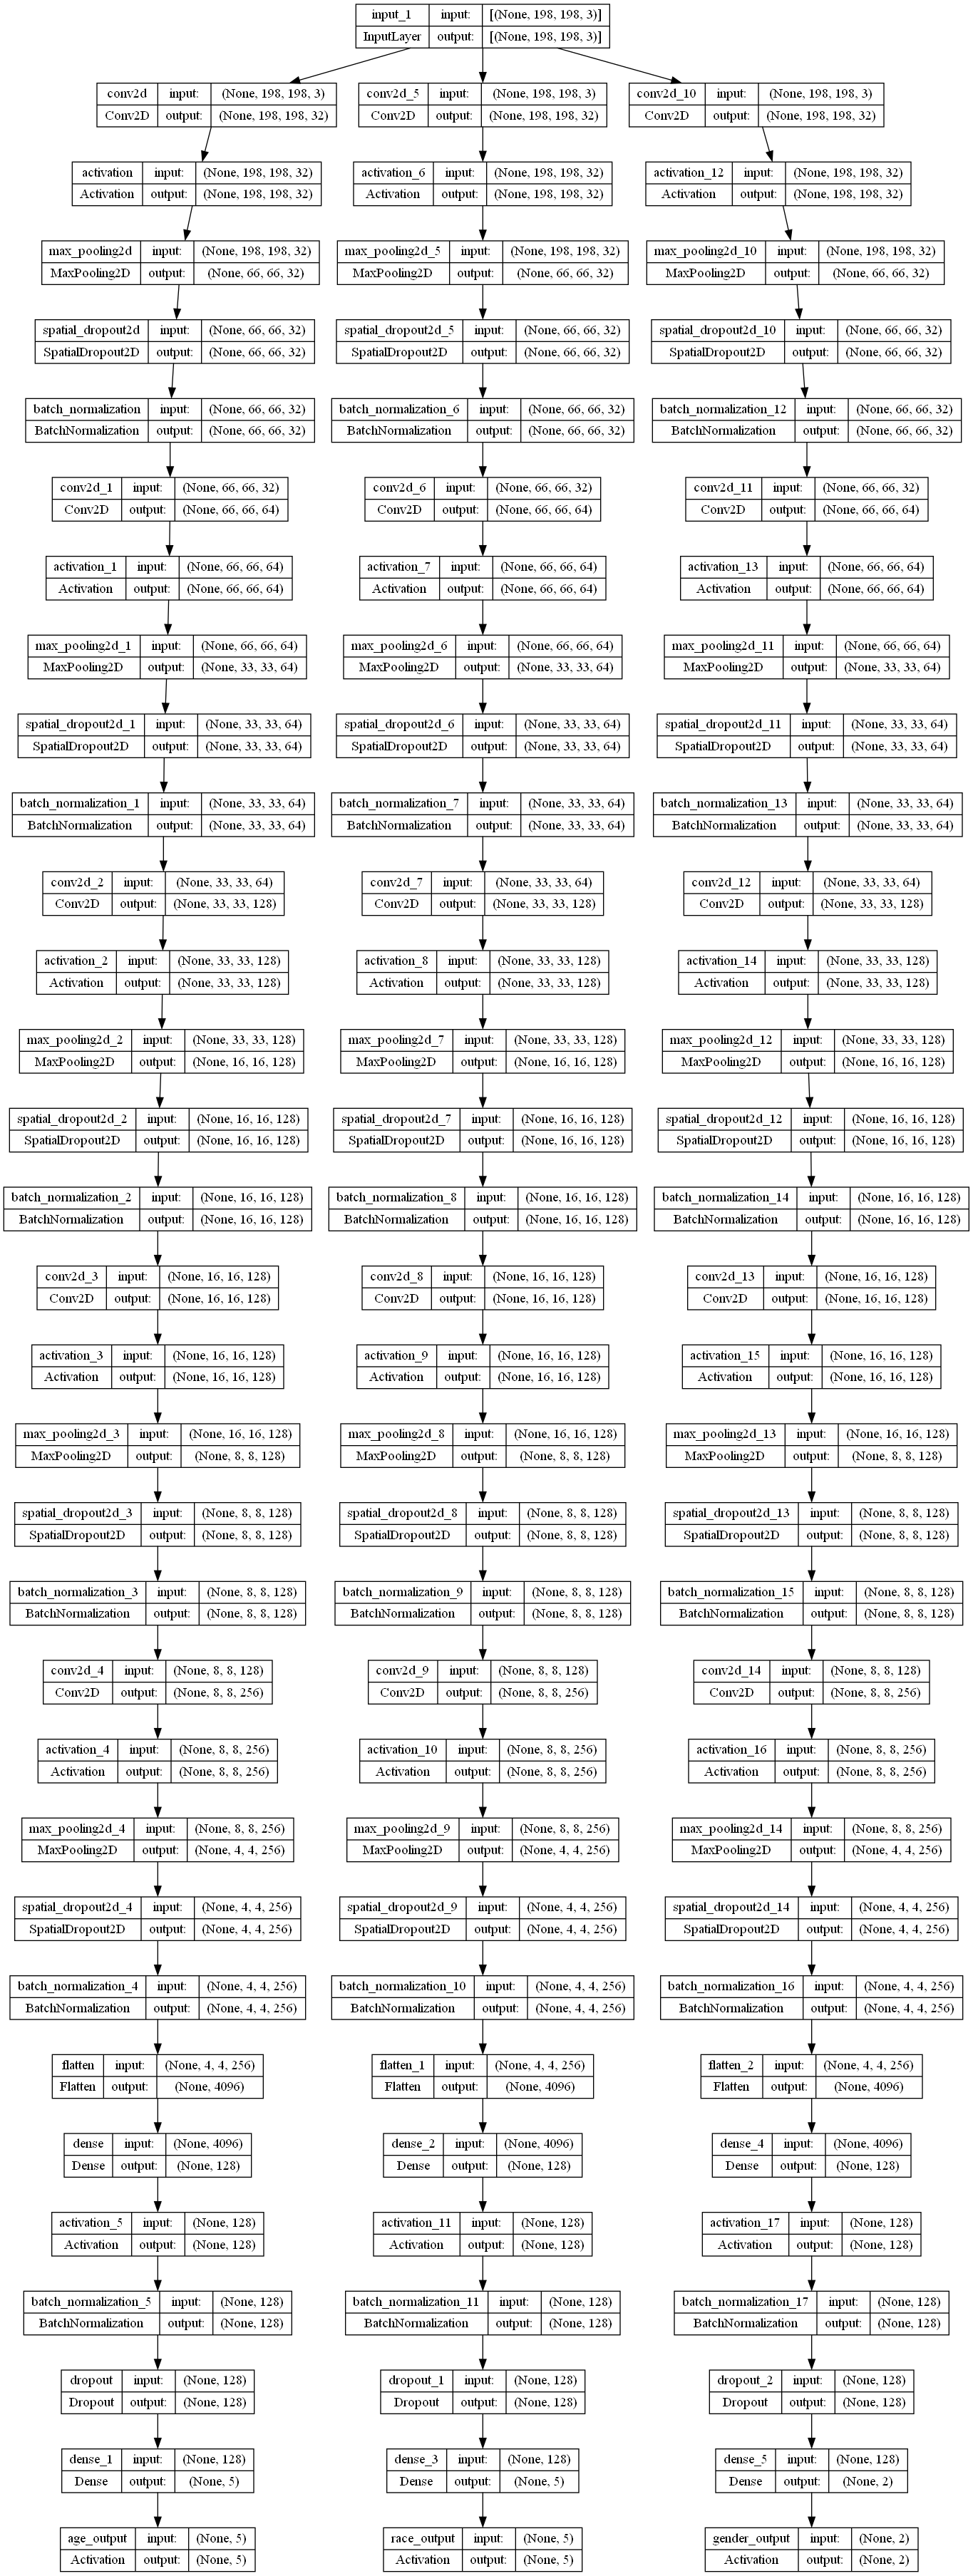 input_1 input: [(None, 198, 198, 3)]
InputLayer output: [(None, 198, 198, 3)]
conv2d input: (None, 198, 198, 3) conv2d_5 input: (None, 198, 198, 3) conv2d_10 input: (None, 198, 198, 3)
Conv2D output: (None, 198, 198, 32) Conv2D output: (None, 198, 198, 32) Conv2D output: (None, 198, 198, 32)
activation input: (None, 198, 198, 32) activation_6 input: (None, 198, 198, 32) activation_12 input: (None, 198, 198, 32)
Activation output: (None, 198, 198, 32) Activation output: (None, 198, 198, 32) Activation output: (None, 198, 198, 32)
max_pooling2d input: (None, 198, 198, 32) max_pooling2d_5 input: (None, 198, 198, 32) max_pooling2d_10 input: (None, 198, 198, 32)
MaxPooling2D output: (None, 66, 66, 32) MaxPooling2D output: (None, 66, 66, 32) MaxPooling2D output: (None, 66, 66, 32)
spatial_dropout2d input: (None, 66, 66, 32) spatial_dropout2d_5 input: (None, 66, 66, 32) spatial_dropout2d_10 input: (None, 66, 66, 32)
SpatialDropout2D output: (None, 66, 66, 32) SpatialDropout2D output: (None, 66, 66, 32) SpatialDropout2D output: (None, 66, 66, 32)
batch_normalization input: (None, 66, 66, 32) batch_normalization_6 input: (None, 66, 66, 32) batch_normalization_12 input: (None, 66, 66, 32)
BatchNormalization output: (None, 66, 66, 32) BatchNormalization output: (None, 66, 66, 32) BatchNormalization output: (None, 66, 66, 32)
conv2d_1 input: (None, 66, 66, 32) conv2d_6 input: (None, 66, 66, 32) conv2d_11 input: (None, 66, 66, 32)
Conv2D output: (None, 66, 66, 64) Conv2D output: (None, 66, 66, 64) Conv2D output: (None, 66, 66, 64)
activation_1 input: (None, 66, 66, 64) activation_7 input: (None, 66, 66, 64) activation_13 input: (None, 66, 66, 64)
Activation output: (None, 66, 66, 64) Activation output: (None, 66, 66, 64) Activation output: (None, 66, 66, 64)
max_pooling2d_1 input: (None, 66, 66, 64) max_pooling2d_6 input: (None, 66, 66, 64) max_pooling2d_11 input: (None, 66, 66, 64)
MaxPooling2D output: (None, 33, 33, 64) MaxPooling2D output: (None, 33, 33, 64) MaxPooling2D output: (None, 33, 33, 64)
spatial_dropout2d_1 input: (None, 33, 33, 64) spatial_dropout2d_6 input: (None, 33, 33, 64) spatial_dropout2d_11 input: (None, 33, 33, 64)
SpatialDropout2D output: (None, 33, 33, 64) SpatialDropout2D output: (None, 33, 33, 64) SpatialDropout2D output: (None, 33, 33, 64)
batch_normalization_1 input: (None, 33, 33, 64) batch_normalization_7 input: (None, 33, 33, 64) batch_normalization_13 input: (None, 33, 33, 64)
BatchNormalization output: (None, 33, 33, 64) BatchNormalization output: (None, 33, 33, 64) BatchNormalization output: (None, 33, 33, 64)
conv2d_2 input: (None, 33, 33, 64) conv2d_7 input: (None, 33, 33, 64) conv2d_12 input: (None, 33, 33, 64)
Conv2D output: (None, 33, 33, 128) Conv2D output: (None, 33, 33, 128) Conv2D output: (None, 33, 33, 128)
activation_2 input: (None, 33, 33, 128) activation_8 input: (None, 33, 33, 128) activation_14 input: (None, 33, 33, 128)
Activation output: (None, 33, 33, 128) Activation output: (None, 33, 33, 128) Activation output: (None, 33, 33, 128)
max_pooling2d_2 input: (None, 33, 33, 128) max_pooling2d_7 input: (None, 33, 33, 128) max_pooling2d_12 input: (None, 33, 33, 128)
MaxPooling2D output: (None, 16, 16, 128) MaxPooling2D output: (None, 16, 16, 128) MaxPooling2D output: (None, 16, 16, 128)
spatial_dropout2d_2 input: (None, 16, 16, 128) spatial_dropout2d_7 input: (None, 16, 16, 128) spatial_dropout2d_12 input: (None, 16, 16, 128)
SpatialDropout2D output: (None, 16, 16, 128) SpatialDropout2D output: (None, 16, 16, 128) SpatialDropout2D output: (None, 16, 16, 128)
batch_normalization_2 input: (None, 16, 16, 128) batch_normalization_8 input: (None, 16, 16, 128) batch_normalization_14 input: (None, 16, 16, 128)
BatchNormalization output: (None, 16, 16, 128) BatchNormalization output: (None, 16, 16, 128) BatchNormalization output: (None, 16, 16, 128)
conv2d_3 input: (None, 16, 16, 128) conv2d_8 input: (None, 16, 16, 128) conv2d_13 input: (None, 16, 16, 128)
Conv2D output: (None, 16, 16, 128) Conv2D output: (None, 16, 16, 128) Conv2D output: (None, 16, 16, 128)
activation_3 input: (None, 16, 16, 128) activation_9 input: (None, 16, 16, 128) activation_15 input: (None, 16, 16, 128)
Activation output: (None, 16, 16, 128) Activation output: (None, 16, 16, 128) Activation output: (None, 16, 16, 128)
max_pooling2d_3 input: (None, 16, 16, 128) max_pooling2d_8 input: (None, 16, 16, 128) max_pooling2d_13 input: (None, 16, 16, 128)
MaxPooling2D output: (None, 8, 8, 128) MaxPooling2D output: (None, 8, 8, 128) MaxPooling2D output: (None, 8, 8, 128)
spatial_dropout2d_3 input: (None, 8, 8, 128) spatial_dropout2d_8 input: (None, 8, 8, 128) spatial_dropout2d_13 input: (None, 8, 8, 128)
SpatialDropout2D output: (None, 8, 8, 128) SpatialDropout2D output: (None, 8, 8, 128) SpatialDropout2D output: (None, 8, 8, 128)
batch_normalization_3 input: (None, 8, 8, 128) batch_normalization_9 input: (None, 8, 8, 128) batch_normalization_15 input: (None, 8, 8, 128)
BatchNormalization output: (None, 8, 8, 128) BatchNormalization output: (None, 8, 8, 128) BatchNormalization output: (None, 8, 8, 128)
conv2d_4 input: (None, 8, 8, 128) conv2d_9 input: (None, 8, 8, 128) conv2d_14 input: (None, 8, 8, 128)
Conv2D output: (None, 8, 8, 256) Conv2D output: (None, 8, 8, 256) Conv2D output: (None, 8, 8, 256)
activation_4 input: (None, 8, 8, 256) activation_10 input: (None, 8, 8, 256) activation_16 input: (None, 8, 8, 256)
Activation output: (None, 8, 8, 256) Activation output: (None, 8, 8, 256) Activation output: (None, 8, 8, 256)
max_pooling2d_4 input: (None, 8, 8, 256) max_pooling2d_9 input: (None, 8, 8, 256) max_pooling2d_14 input: (None, 8, 8, 256)
MaxPooling2D output: (None, 4, 4, 256) MaxPooling2D output: (None, 4, 4, 256) MaxPooling2D output: (None, 4, 4, 256)
spatial_dropout2d_4 input: (None, 4, 4, 256) spatial_dropout2d_9 input: (None, 4, 4, 256) spatial_dropout2d_14 input: (None, 4, 4, 256)
SpatialDropout2D output: (None, 4, 4, 256) SpatialDropout2D output: (None, 4, 4, 256) SpatialDropout2D output: (None, 4, 4, 256)
batch_normalization_4 input: (None, 4, 4, 256) batch_normalization_10 input: (None, 4, 4, 256) batch_normalization_16 input: (None, 4, 4, 256)
BatchNormalization output: (None, 4, 4, 256) BatchNormalization output: (None, 4, 4, 256) BatchNormalization output: (None, 4, 4, 256)
flatten input: (None, 4, 4, 256) flatten_1 input: (None, 4, 4, 256) flatten_2 input: (None, 4, 4, 256)
Flatten output: (None, 4096) Flatten output: (None, 4096) Flatten output: (None, 4096)
dense input: (None, 4096) dense_2 input: (None, 4096) dense_4 input: (None, 4096)
Dense output: (None, 128) Dense output: (None, 128) Dense output: (None, 128)
activation_5 input: (None, 128) activation_11 input: (None, 128) activation_17 input: (None, 128)
Activation output: (None, 128) Activation output: (None, 128) Activation output: (None, 128)
batch_normalization_5 input: (None, 128) batch_normalization_11 input: (None, 128) batch_normalization_17 input: (None, 128)
BatchNormalization output: (None, 128) BatchNormalization output: (None, 128) BatchNormalization output: (None, 128)
dropout input: (None, 128) dropout_1 input: (None, 128) dropout_2 input: (None, 128)
Dropout output: (None, 128) Dropout output: (None, 128) Dropout output: (None, 128)
dense_1 input: (None, 128) dense_3 input: (None, 128) dense_5 input: (None, 128)
Dense output: (None, 5) Dense output: (None, 5) Dense output: (None, 2)
age_output input: (None, 5) race_output input: (None, 5) gender_output input: (None, 2)
Activation output: (None, 5) Activation output: (None, 5) Activation output: (None, 2)